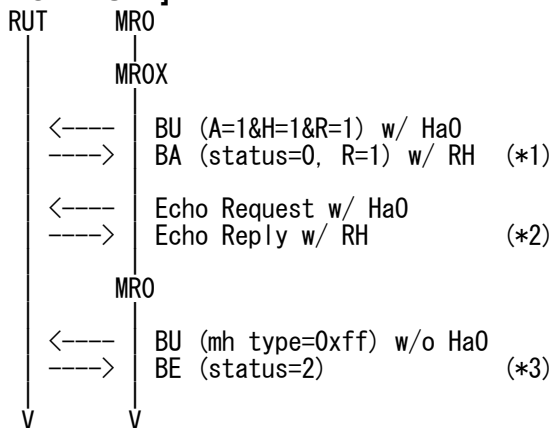 RUT MR0
MR0X
<---- BU (A=1&H=1&R=1) w/ HaO
----> BA (status=0, R=1) w/ RH (*1)
<---- Echo Request w/ HaO
----> Echo Reply w/ RH (*2)
MR0
<---- BU (mh type=0xff) w/o HaO
----> BE (status=2) (*3)
V V